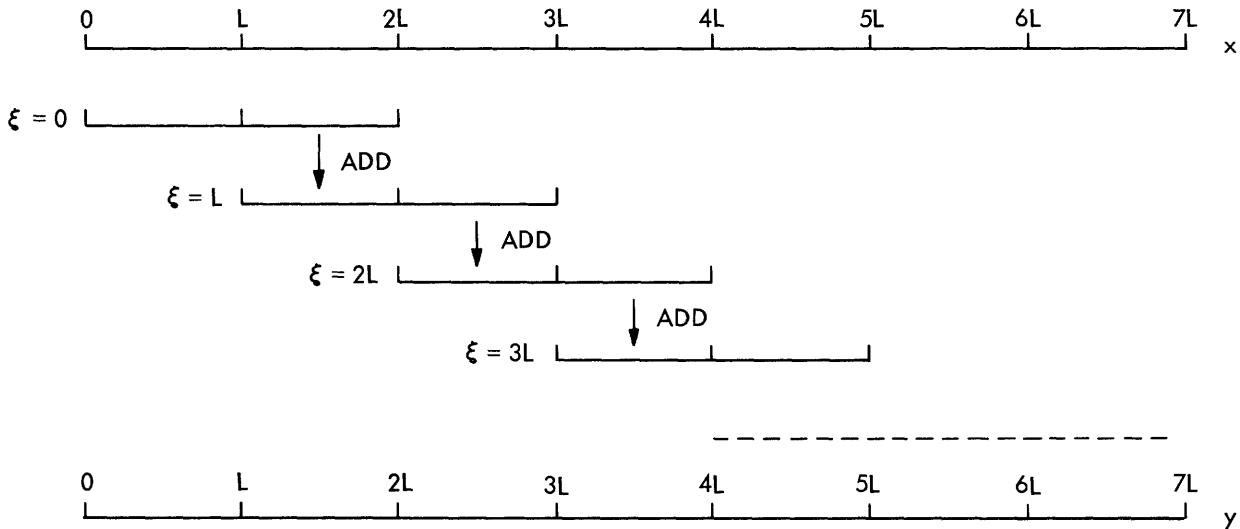 0 L 2L 3L 4L 5L 6L 7L
x
ξ = 0
ADD
ξ = L
ADD
ξ = 2L
ADD
ξ = 3L
0 L 2L 3L 4L 5L 6L 7L
y